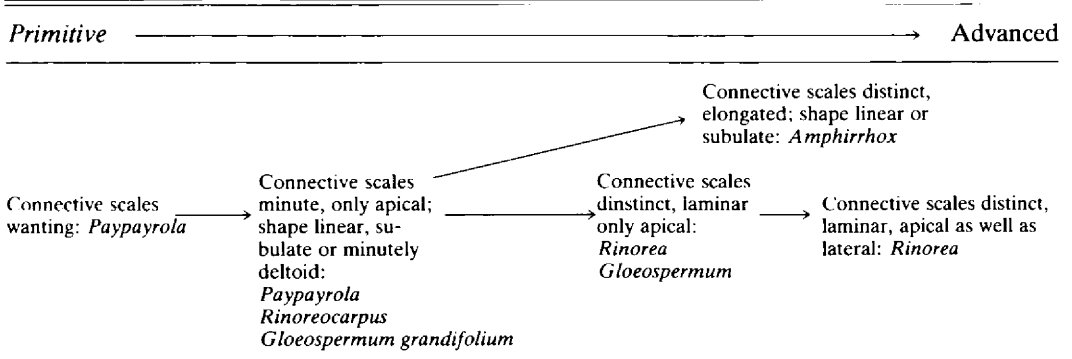 Primitive Advanced
Connective scales distinct,
elongated; shape linear or
subulate: Amphirrhox
Connective scales
wanting: Paypayrola
Connective scales
minute, only apical;
shape linear, su-
bulate or minutely
deltoid:
Paypayrola
Rinoreocarpus
Gloeospermum grandifolium
Connective scales
dinstinct, laminar
only apical:
Rinorea
Gloeospermum
Connective scales distinct,
laminar, apical as well as
lateral: Rinorea